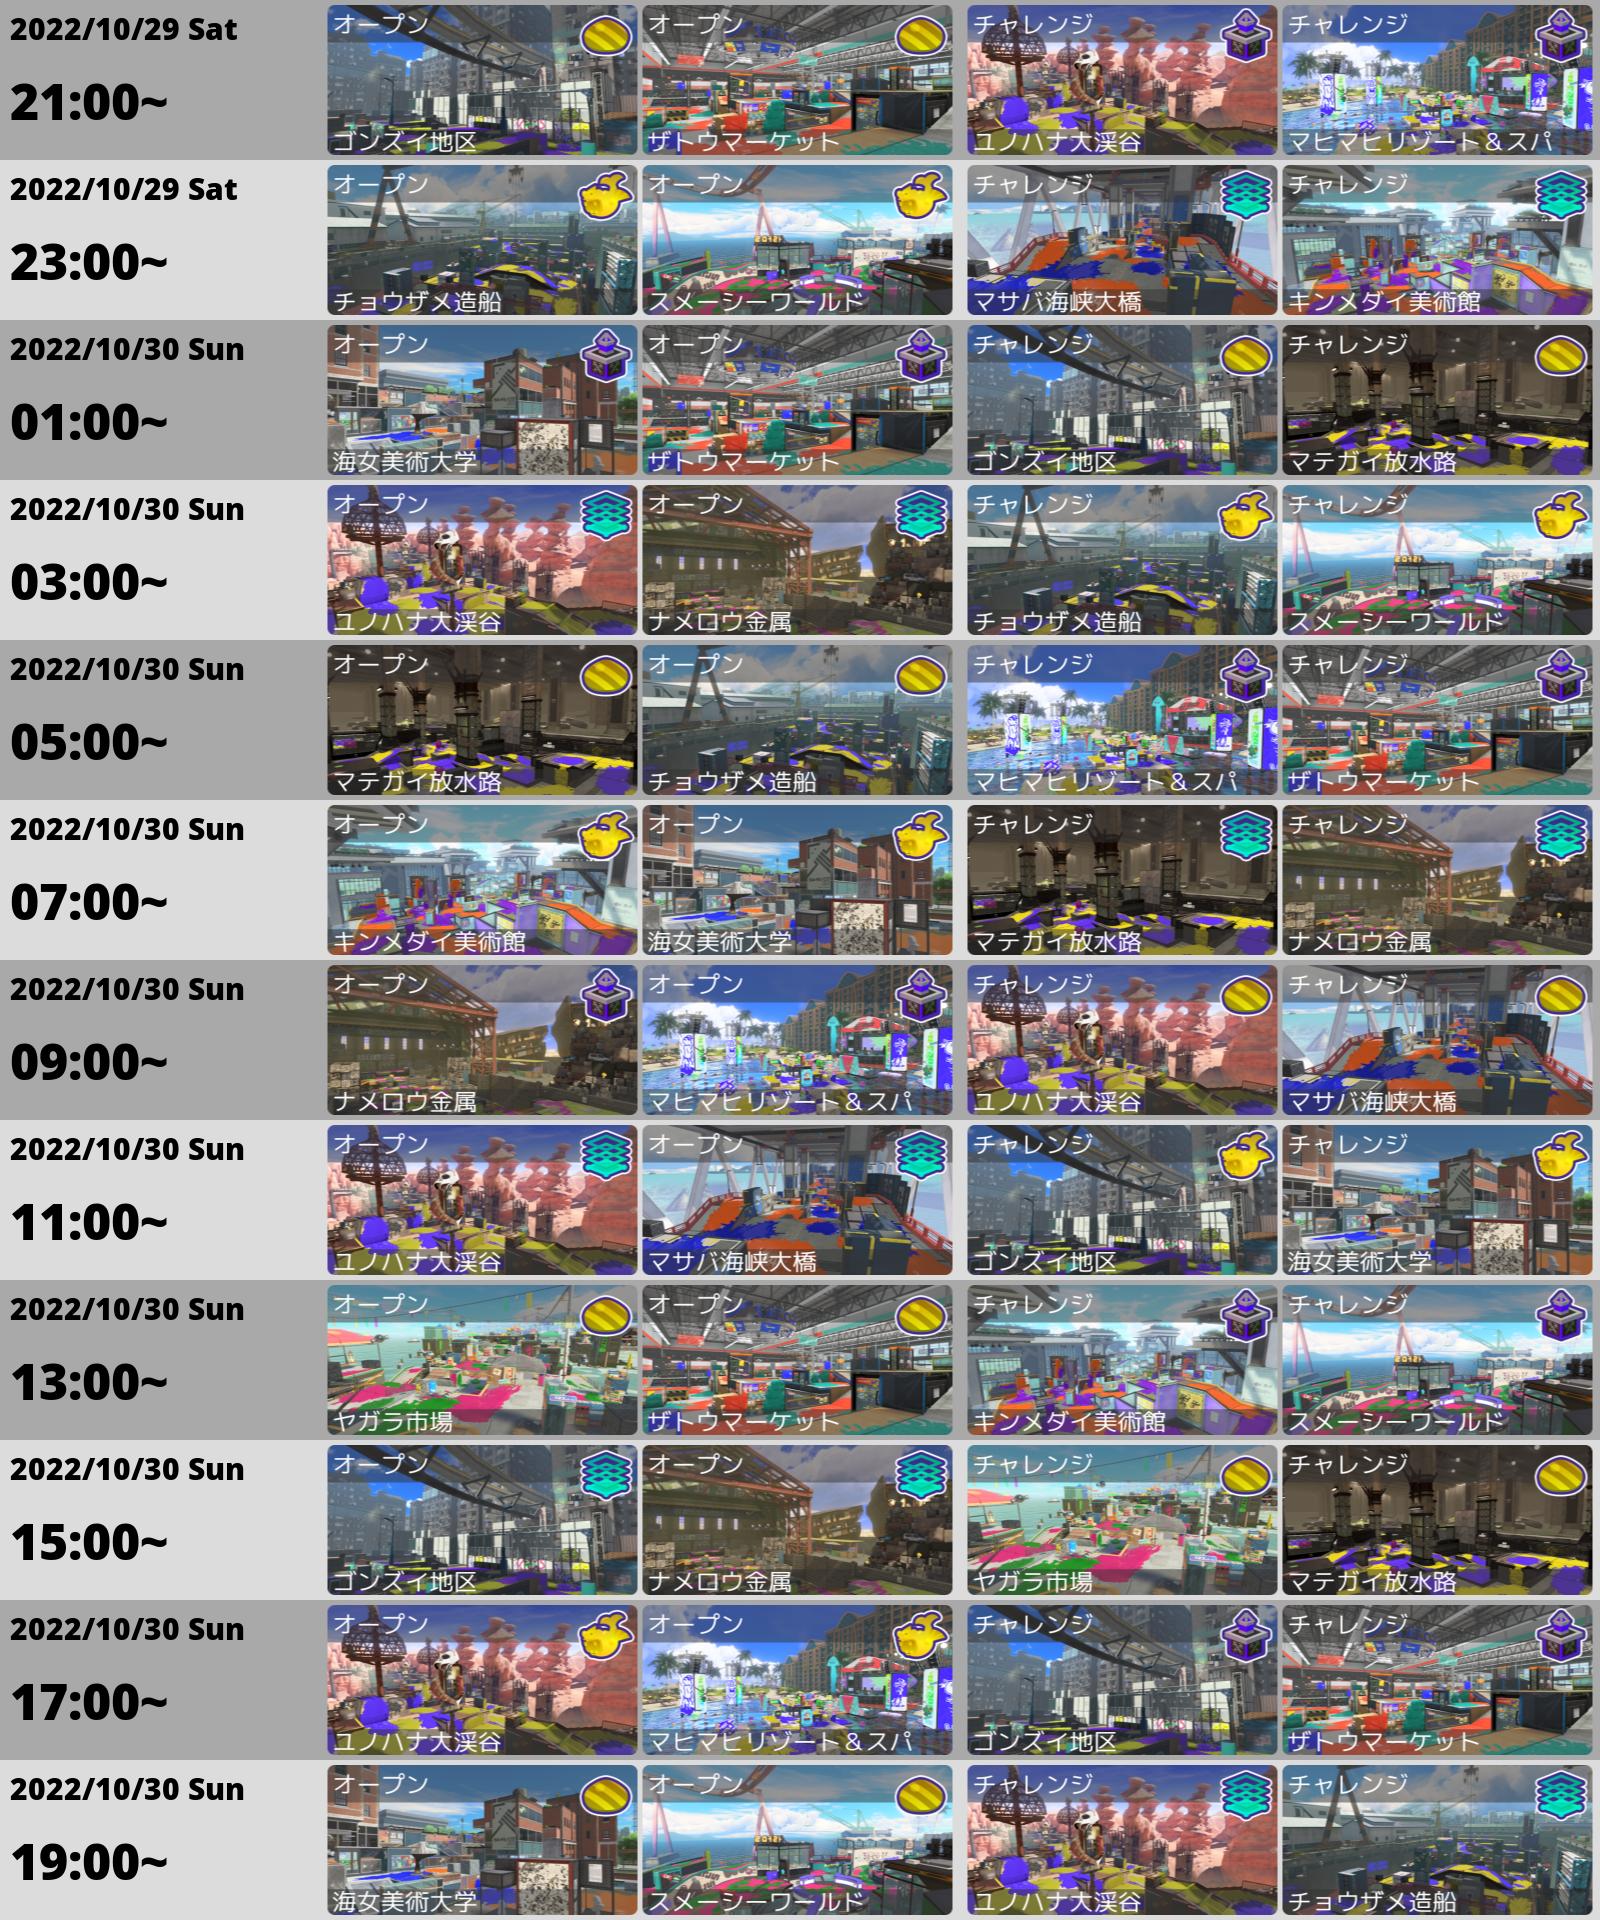 2022/10/29 Sat
21:00~
オープン
ゴンズイ地区
オープン
ザトウマーケット
チャレンジ
ユノハナ大渓谷
チャレンジ
マヒマヒリゾート＆スパ
2022/10/29 Sat
23:00~
オープン
チョウザメ造船
オープン
スメーシーワールド
チャレンジ
マサバ海峡大橋
チャレンジ
キンメダイ美術館
2022/10/30 Sun
01:00~
オープン
海女美術大学
オープン
ザトウマーケット
チャレンジ
ゴンズイ地区
チャレンジ
マテガイ放水路
2022/10/30 Sun
03:00~
オープン
ユノハナ大渓谷
オープン
ナメロウ金属
チャレンジ
チョウザメ造船
チャレンジ
スメーシーワールド
2022/10/30 Sun
05:00~
オープン
マテガイ放水路
オープン
チョウザメ造船
チャレンジ
マヒマヒリゾート＆スパ
チャレンジ
ザトウマーケット
2022/10/30 Sun
07:00~
オープン
キンメダイ美術館
オープン
海女美術大学
チャレンジ
マテガイ放水路
チャレンジ
ナメロウ金属
2022/10/30 Sun
09:00~
オープン
ナメロウ金属
オープン
マヒマヒリゾート＆スパ
チャレンジ
ユノハナ大渓谷
チャレンジ
マサバ海峡大橋
2022/10/30 Sun
11:00~
オープン
ユノハナ大渓谷
オープン
マサバ海峡大橋
チャレンジ
ゴンズイ地区
チャレンジ
海女美術大学
2022/10/30 Sun
13:00~
オープン
ヤガラ市場
オープン
ザトウマーケット
チャレンジ
キンメダイ美術館
チャレンジ
スメーシーワールド
2022/10/30 Sun
15:00~
オープン
ゴンズイ地区
オープン
ナメロウ金属
チャレンジ
ヤガラ市場
チャレンジ
マテガイ放水路
2022/10/30 Sun
17:00~
オープン
ユノハナ大渓谷
オープン
マヒマヒリゾート＆スパ
チャレンジ
ゴンズイ地区
チャレンジ
ザトウマーケット
2022/10/30 Sun
19:00~
オープン
海女美術大学
オープン
スメーシーワールド
チャレンジ
ユノハナ大渓谷
チャレンジ
チョウザメ造船